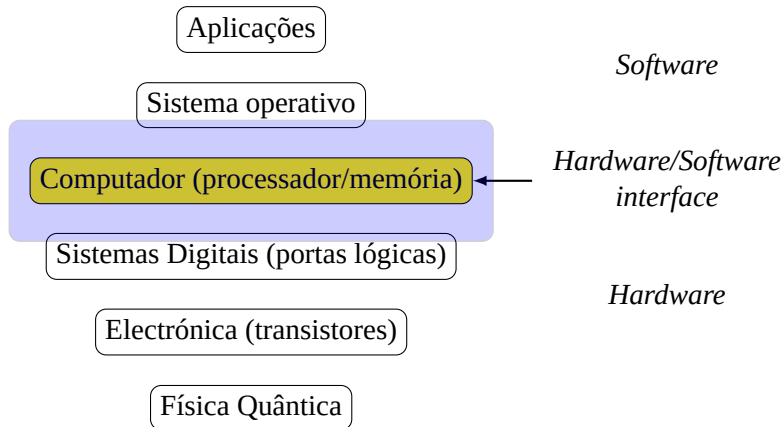 Aplicações
Software
Sistema operativo
Computador (processador/memória)
Hardware/Software
interface
Sistemas Digitais (portas lógicas)
Hardware
Electrónica (transistores)
Física Quântica